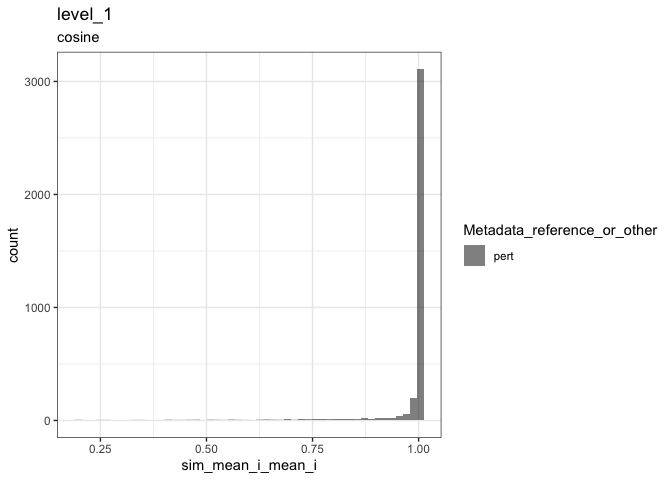 level_1
cosine
3000
2000
1000
0
count
0.25 0.50 0.75 1.00
sim_mean_i_mean_i
Metadata_reference_or_other
pert